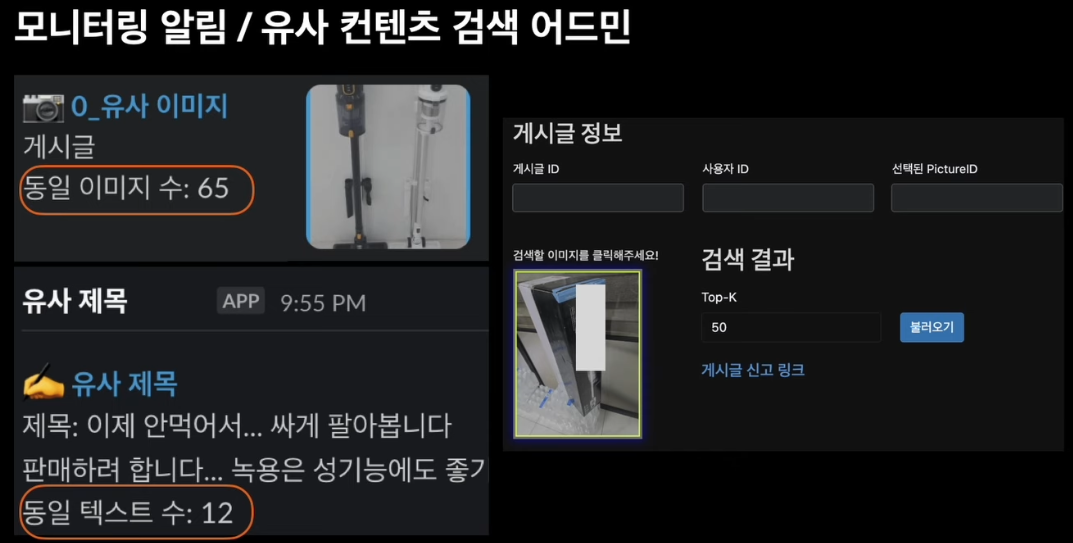 모니터링 알림 / 유사 컨텐츠 검색 어드민
0_유사 이미지
게시글
동일 이미지 수: 65
유사 제목 APP 9:55 PM
유사 제목
제목: 이제 안먹어서... 싸게 팔아봅니다
판매하려 합니다... 녹용은 성기능에도 좋기
동일 텍스트 수: 12
게시글 정보
게시글 ID 사용자 ID 선택된 PictureID
검색할 이미지를 클릭해주세요!
검색 결과
Top-K
50 불러오기
게시글 신고 링크